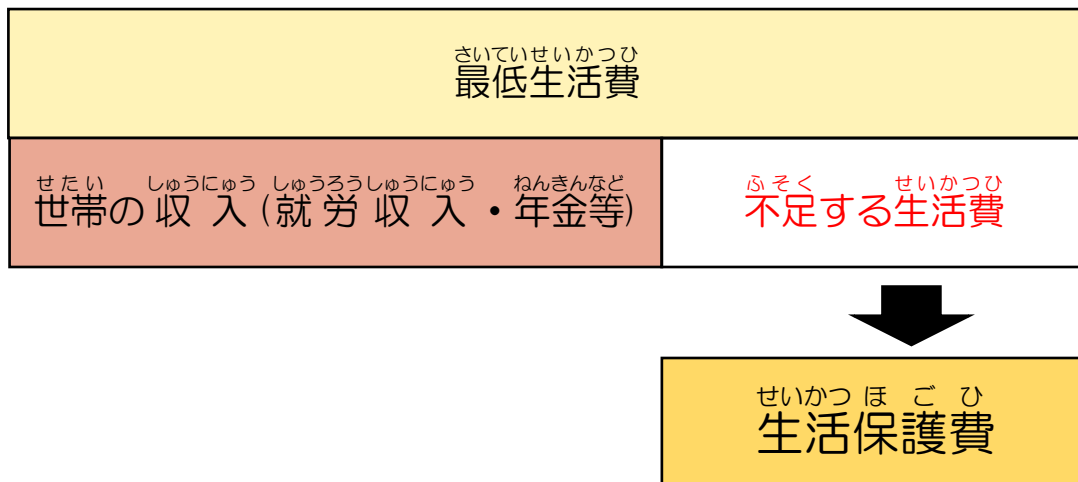 さいていせいかつひ
最低生活費
せたい しゅうにゅう しゅうろうしゅうにゅう ねんきんなど
世帯の収入(就労収入・年金等)
ふそく せいかつひ
不足する生活費
せいかつほごひ
生活保護費